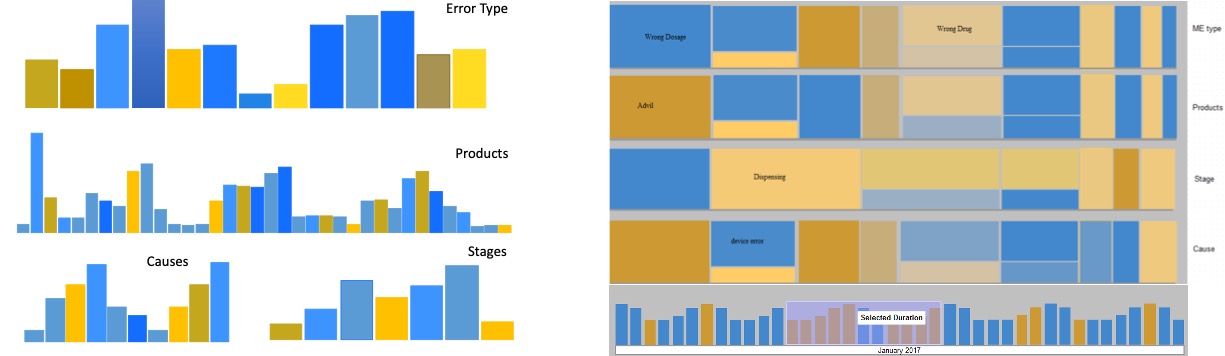 Error Type
Products
Causes
Stages
Wrong Dosage
Wrong Drug
ME type
Advil
Products
Dispensing
Stage
device error
Cause
Selected Duration
January 2017